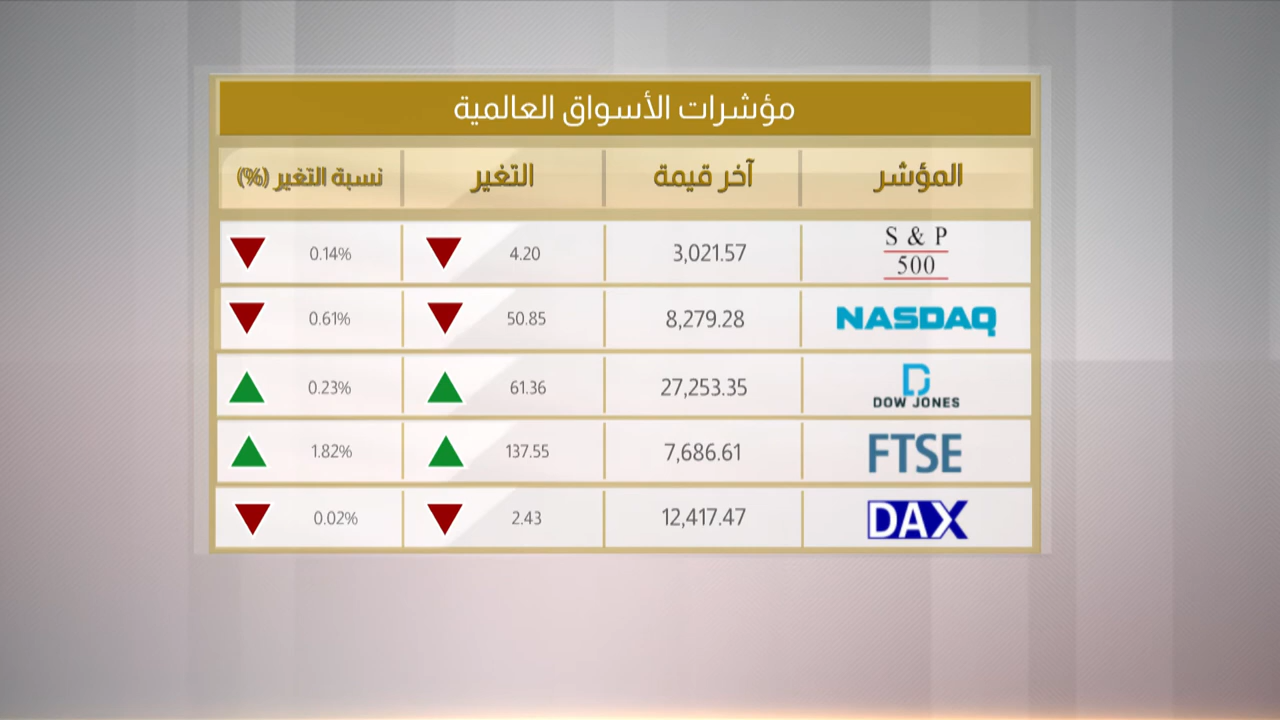 مؤشرات الأسواق العالمية
المؤشر آخر قيمة التغير نسبة التغير (%)
S & P
500 3,021.57 4.20 0.14%
NASDAQ 8,279.28 50.85 0.61%
DOW JONES 27,253.35 61.36 0.23%
FTSE 7,686.61 137.55 1.82%
DAX 12,417.47 2.43 0.02%